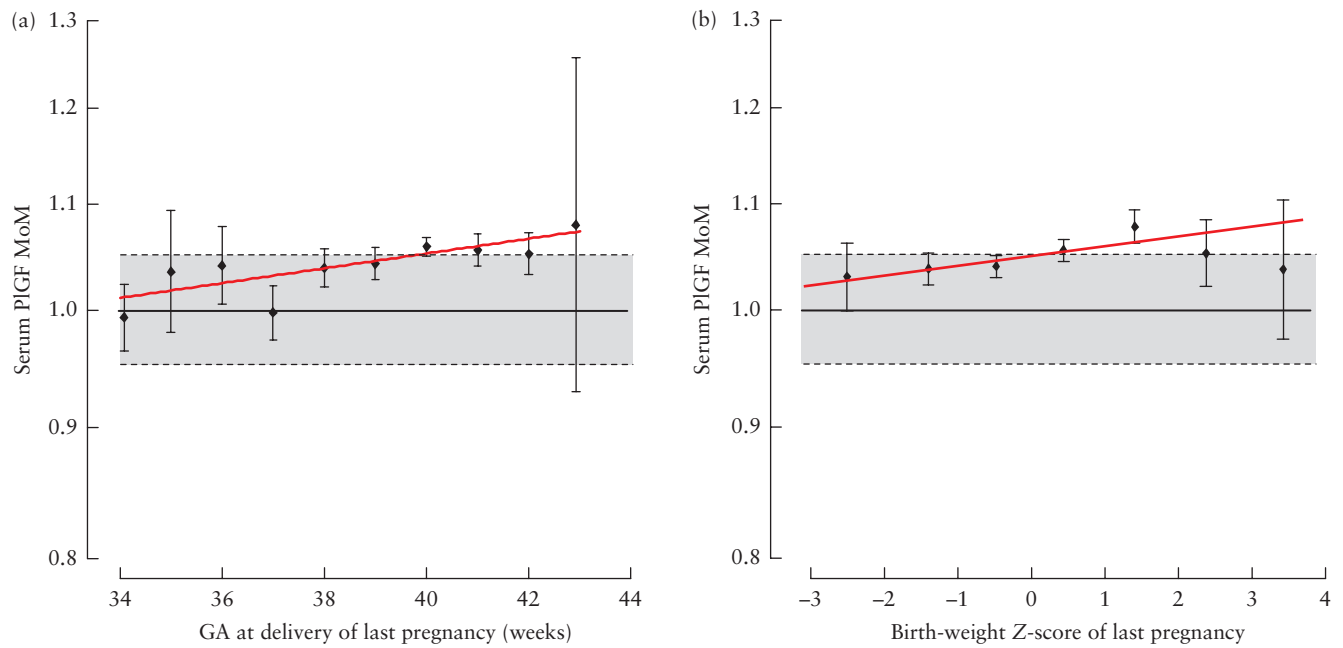 (a)
1.3
1.2
1.1
1.0
0.9
0.8
Serum PlGF MoM
34 36 38 40 42 44
GA at delivery of last pregnancy (weeks)
(b)
1.3
1.2
1.1
1.0
0.9
0.8
Serum PlGF MoM
–3 –2 –1 0 1 2 3 4
Birth-weight Z-score of last pregnancy